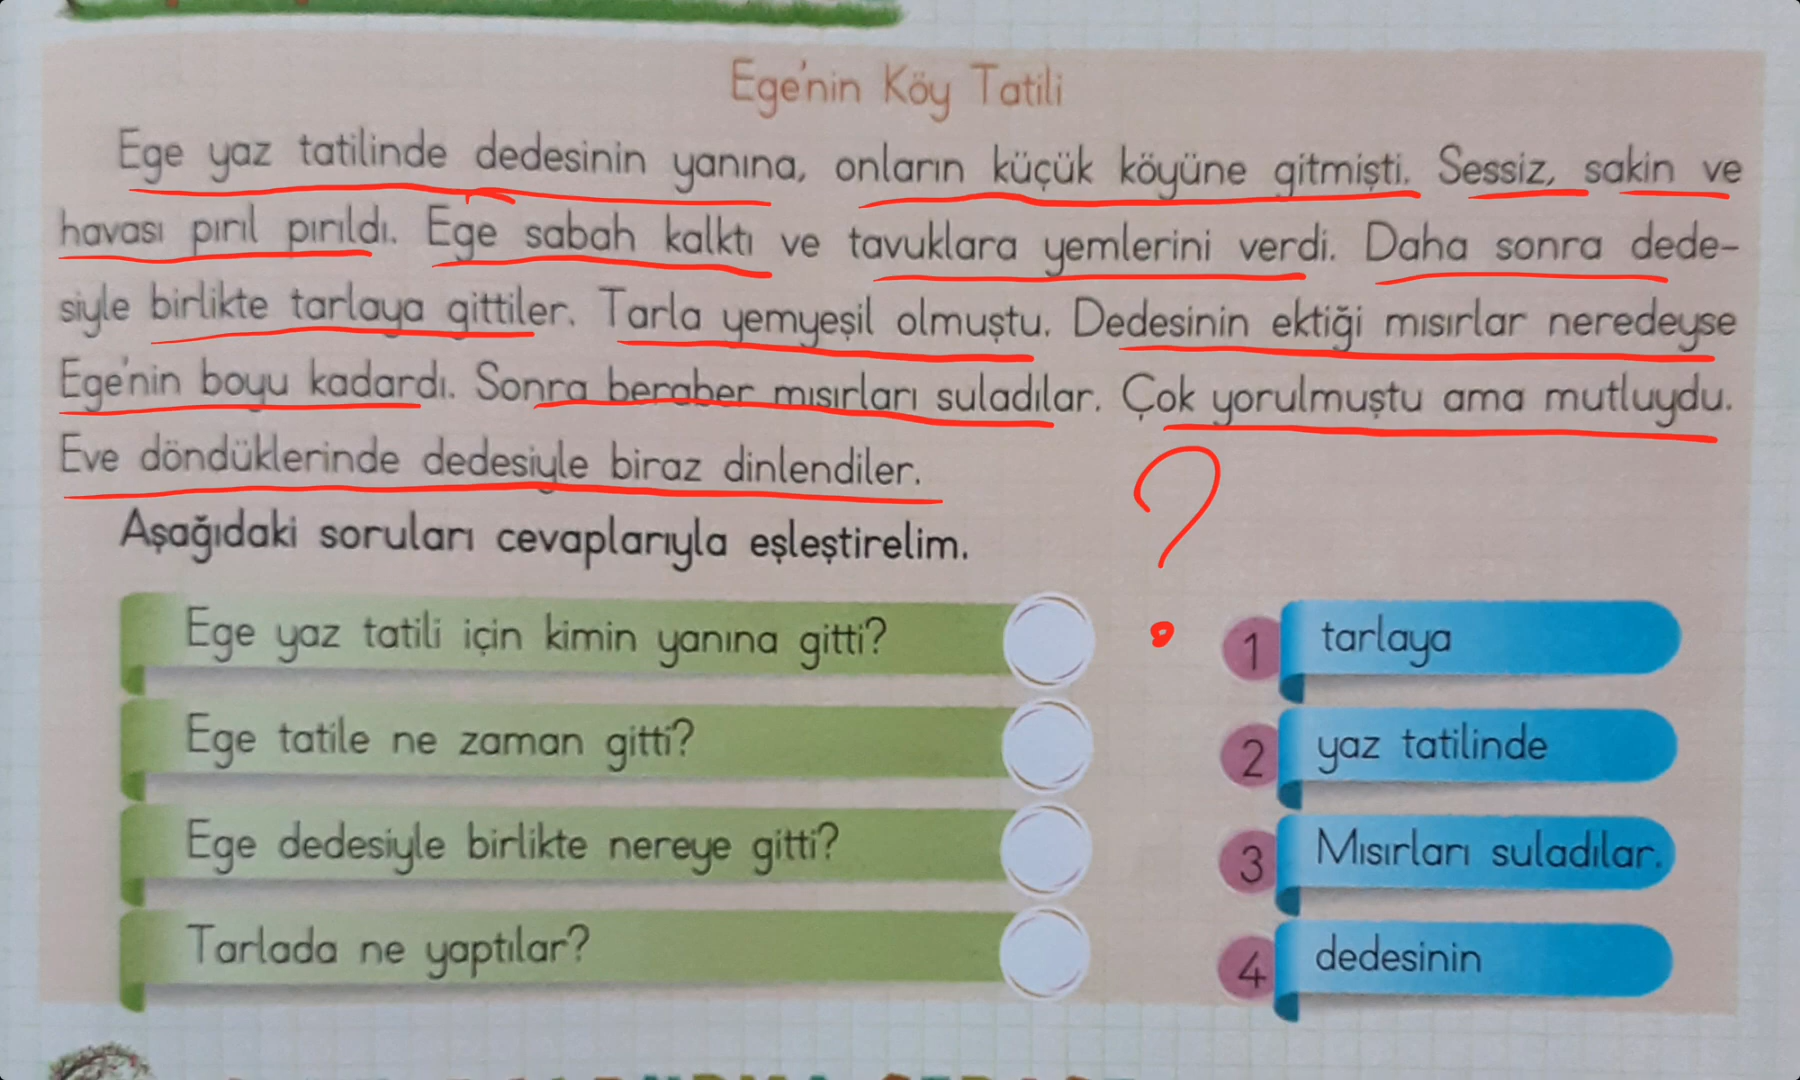 Ege'nin Köy Tatili
Ege yaz tatilinde dedesinin yanına, onların küçük köyüne gitmişti. Sessiz, sakin ve
havası pırıl pırıldı. Ege sabah kalktı ve tavuklara yemlerini verdi. Daha sonra dede-
siyle birlikte tarlaya gittiler. Tarla yemyeşil olmuştu. Dedesinin ektiği mısırlar neredeyse
Ege'nin boyu kadardı. Sonra beraber mısırları suladılar. Çok yorulmuştu ama mutluydu.
Eve döndüklerinde dedesiyle biraz dinlendiler.
?
Aşağıdaki soruları cevaplarıyla eşleştirelim.
Ege yaz tatili için kimin yanına gitti?
1 tarlaya
Ege tatile ne zaman gitti?
2 yaz tatilinde
Ege dedesiyle birlikte nereye gitti?
3 Mısırları suladılar.
Tarlada ne yaptılar?
4 dedesinin